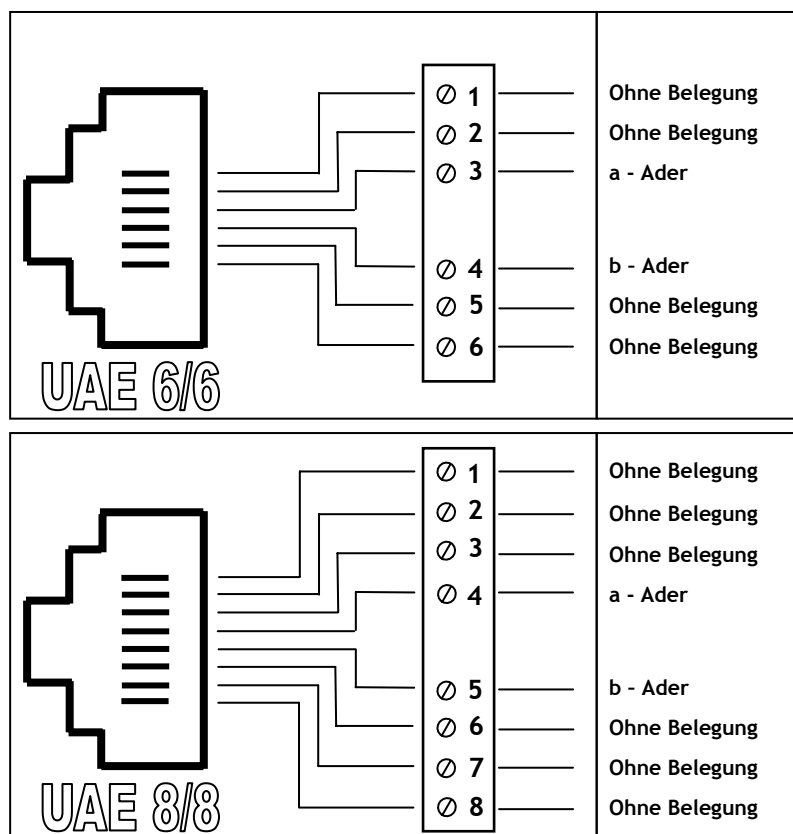 1 Ohne Belegung
2 Ohne Belegung
3 a - Ader
4 b - Ader
5 Ohne Belegung
6 Ohne Belegung
UAE 6/6
1 Ohne Belegung
2 Ohne Belegung
3 Ohne Belegung
4 a - Ader
5 b - Ader
6 Ohne Belegung
7 Ohne Belegung
8 Ohne Belegung
UAE 8/8